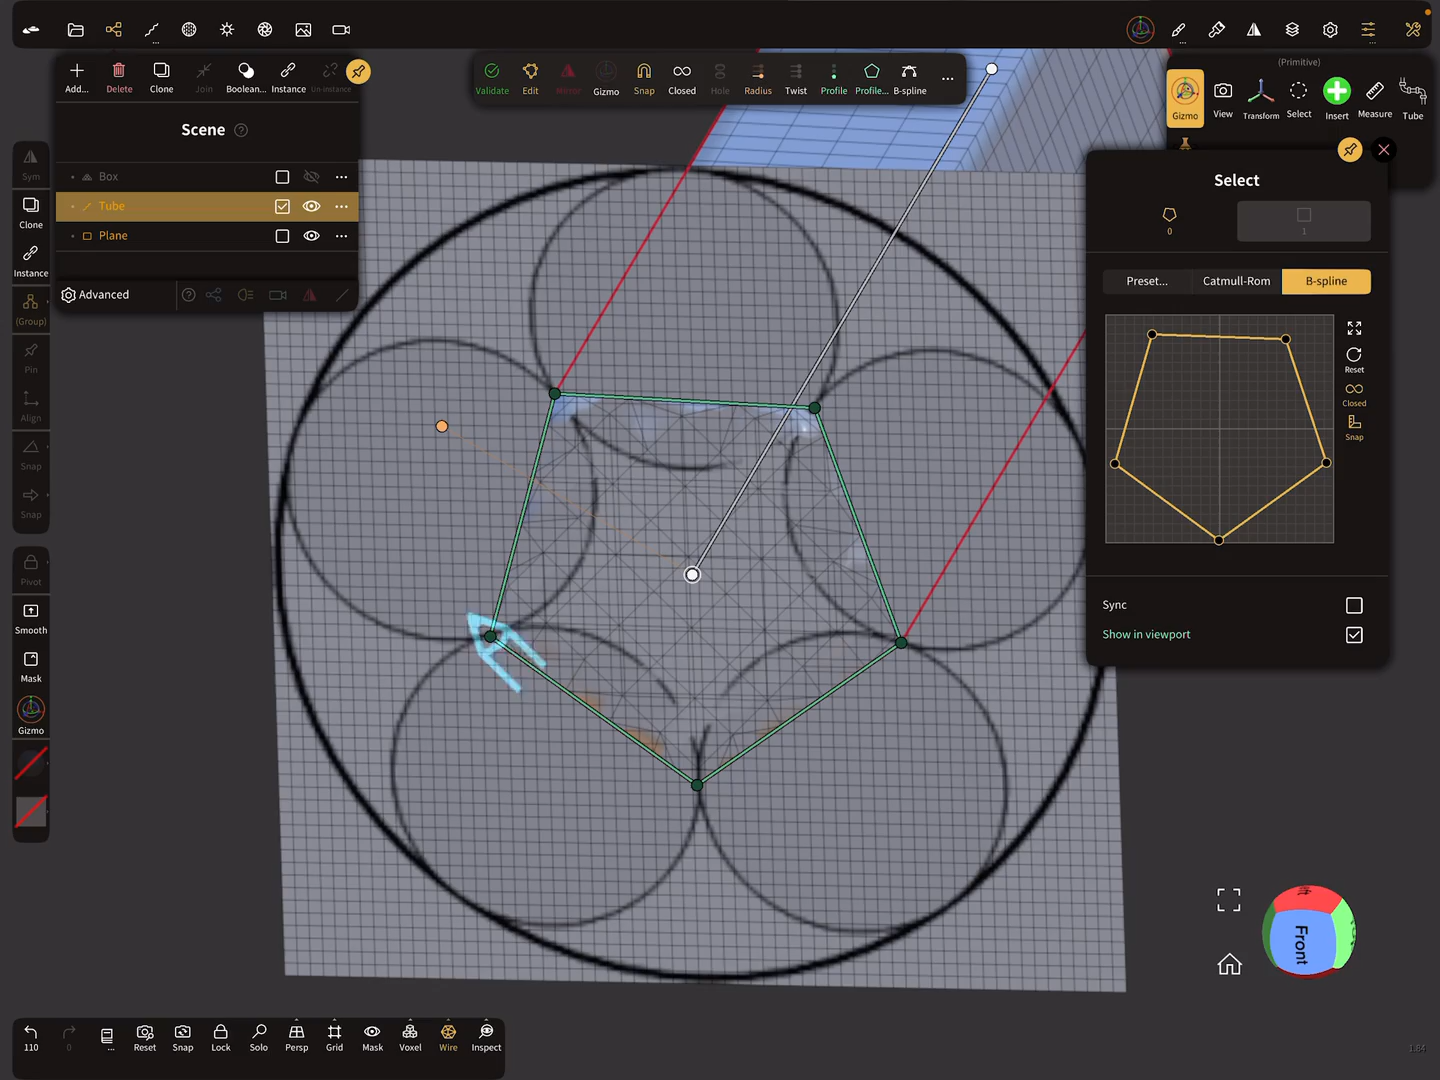 Add...
Delete
Clone
Join
Boolean...
Instance
Un-instance
Validate
Edit
Mirror
Gizmo
Snap
Closed
Hole
Radius
Twist
Profile
Profile...
B-spline
...
(Primitive)
Gizmo
View
Transform
Select
Insert
Measure
Tube
Scene ?
Box
Tube
Plane
Advanced
Sym
Clone
Instance
(Group)
Pin
Align
Snap
Snap
Pivot
Smooth
Mask
Gizmo
Select
0
1
Preset...
Catmull-Rom
B-spline
Reset
Closed
Snap
Sync
Show in viewport
Front
110
0
...
Reset
Snap
Lock
Solo
Persp
Grid
Mask
Voxel
Wire
Inspect
1.84